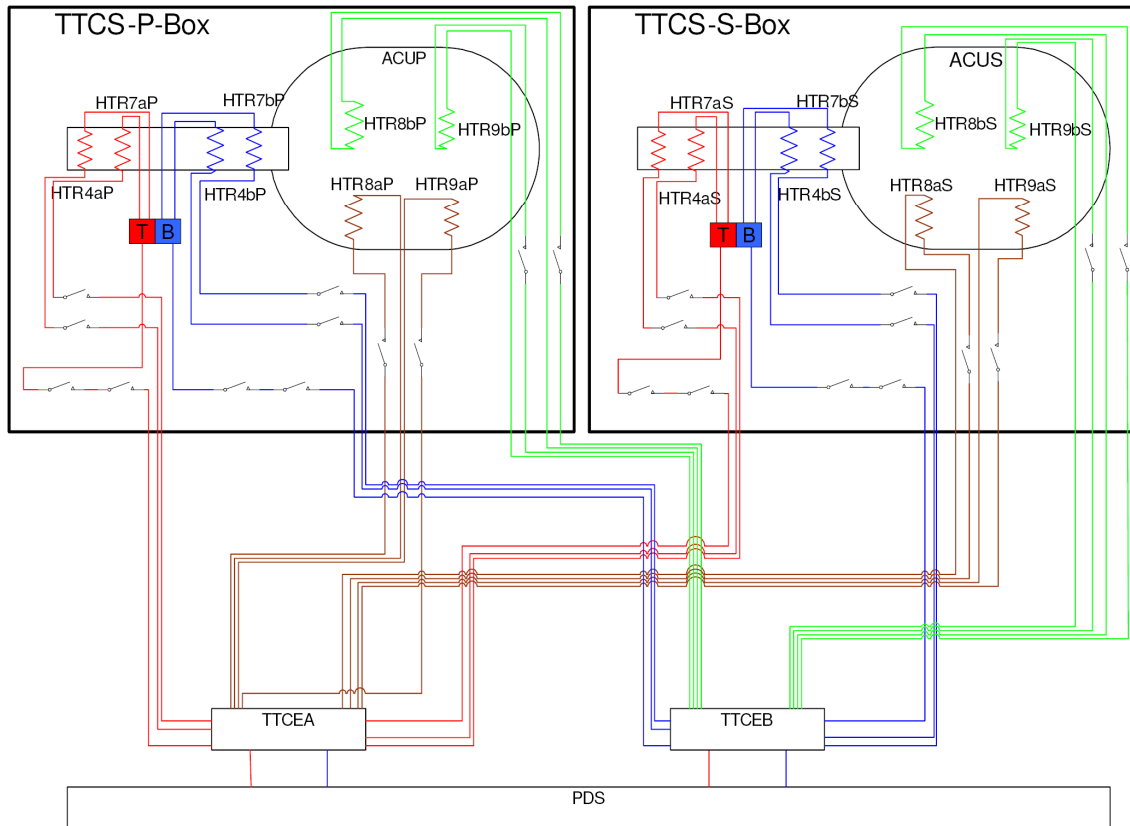 TTCS-P-Box
TTCS-S-Box
ACUP
ACUS
HTR7aP
HTR7bP
HTR8bP
HTR9bP
HTR7aS
HTR7bS
HTR8bS
HTR9bS
HTR4aP
HTR4bP
HTR8aP
HTR9aP
HTR4aS
HTR4bS
HTR8aS
HTR9aS
T B
T B
TTCEA
TTCEB
PDS